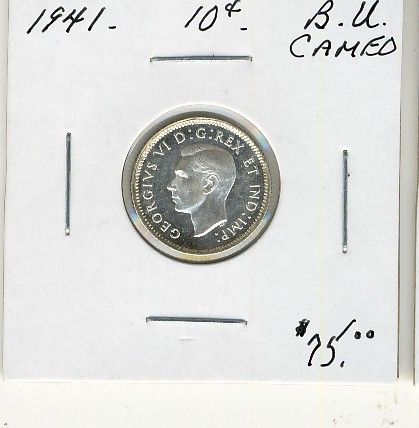 1941. 10¢. B.U.
CAMEO
GEORGIVS VI D:G:REX ET IND:IMP:
$75.00